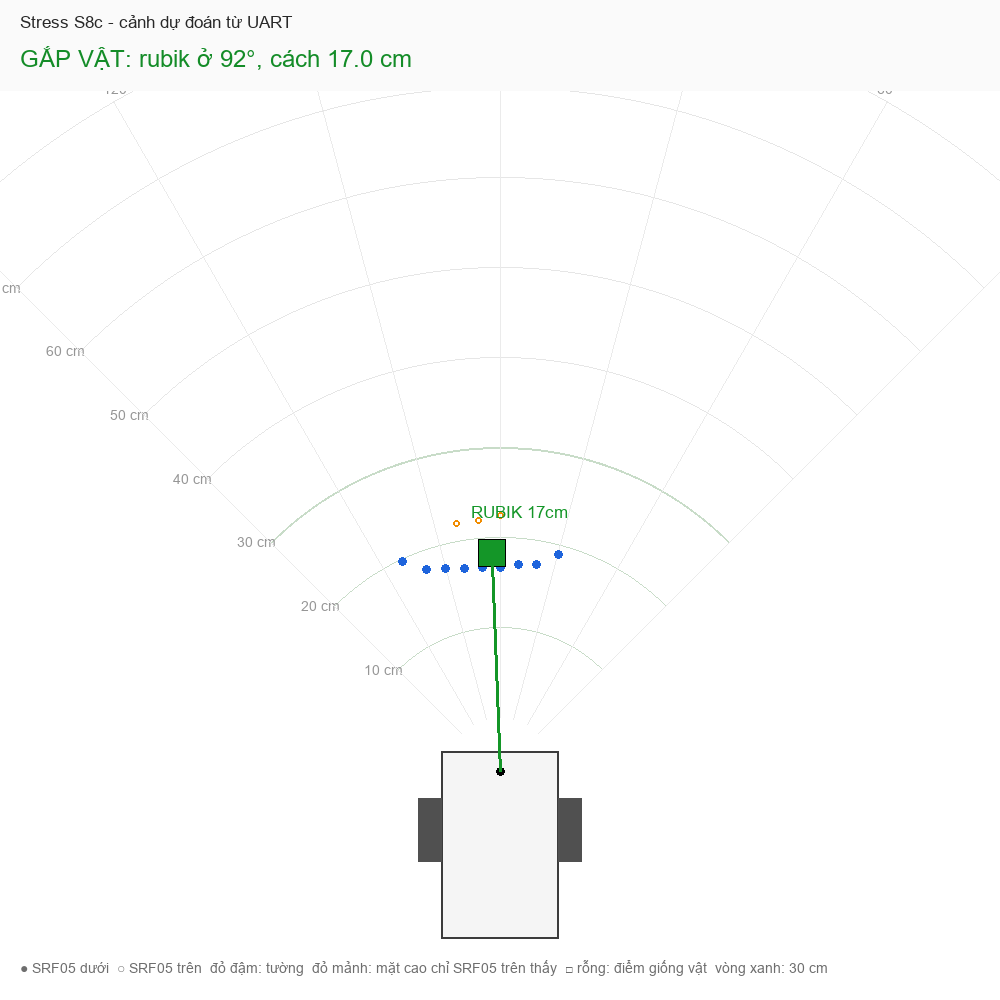 Stress S8c - cảnh dự đoán từ UART
GẮP VẬT: rubik ở 92°, cách 17.0 cm
cm
60 cm
50 cm
40 cm
30 cm
20 cm
10 cm
RUBIK 17cm
● SRF05 dưới ○ SRF05 trên đỏ đậm: tường đỏ mảnh: mặt cao chỉ SRF05 trên thấy □ rỗng: điểm giống vật vòng xanh: 30 cm